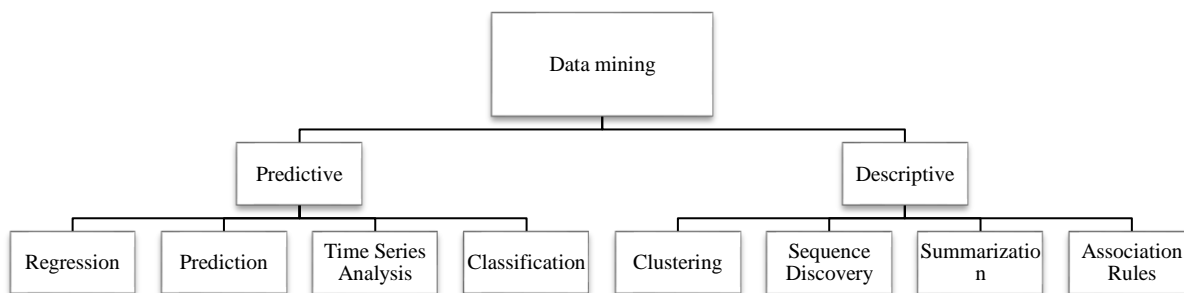 Data mining
Predictive
Descriptive
Regression
Prediction
Time Series
Analysis
Classification
Clustering
Sequence
Discovery
Summarizatio
n
Association
Rules